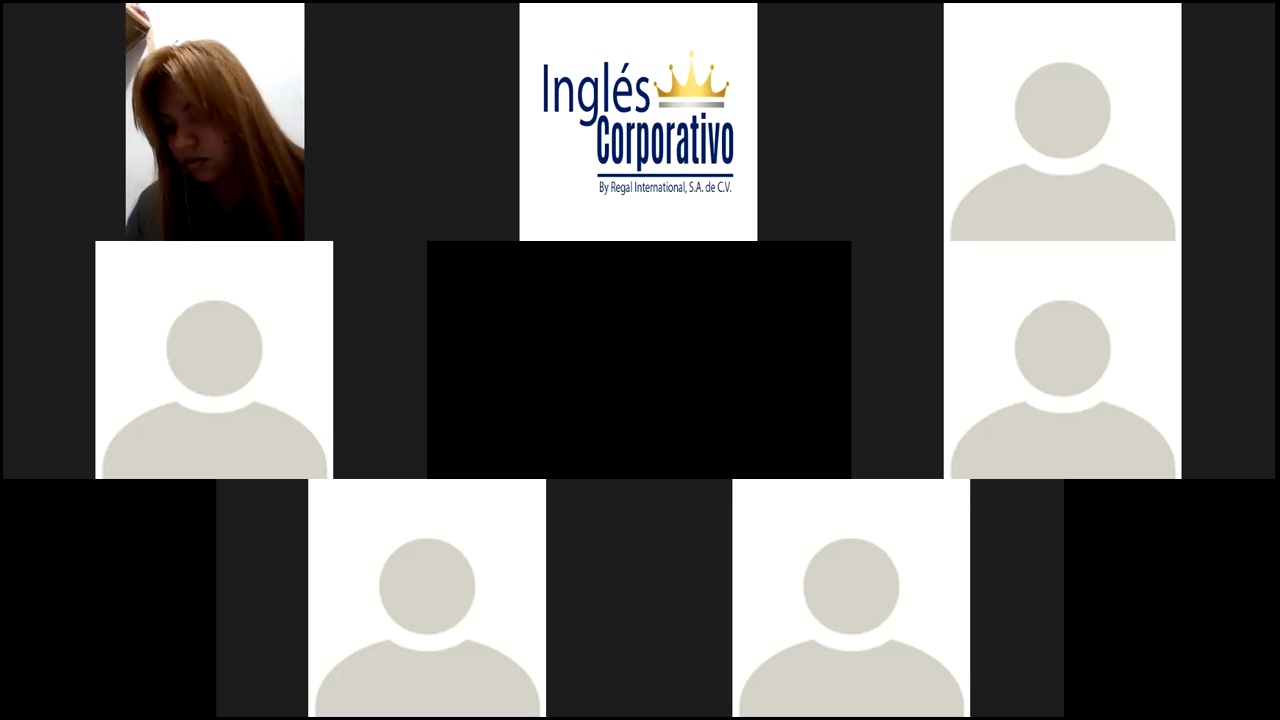 Inglés
Corporativo
By Regal International, S.A. de C.V.